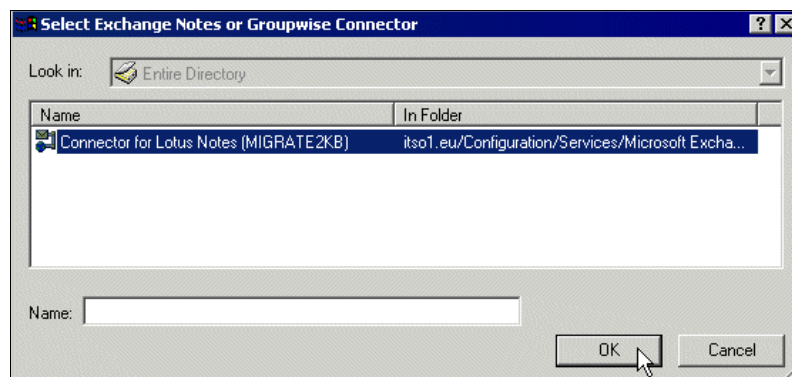 Select Exchange Notes or Groupwise Connector
Look in: Entire Directory
Name In Folder
Connector for Lotus Notes (MIGRATE2KB) itso1.eu/Configuration/Services/Microsoft Excha...
Name:
OK Cancel